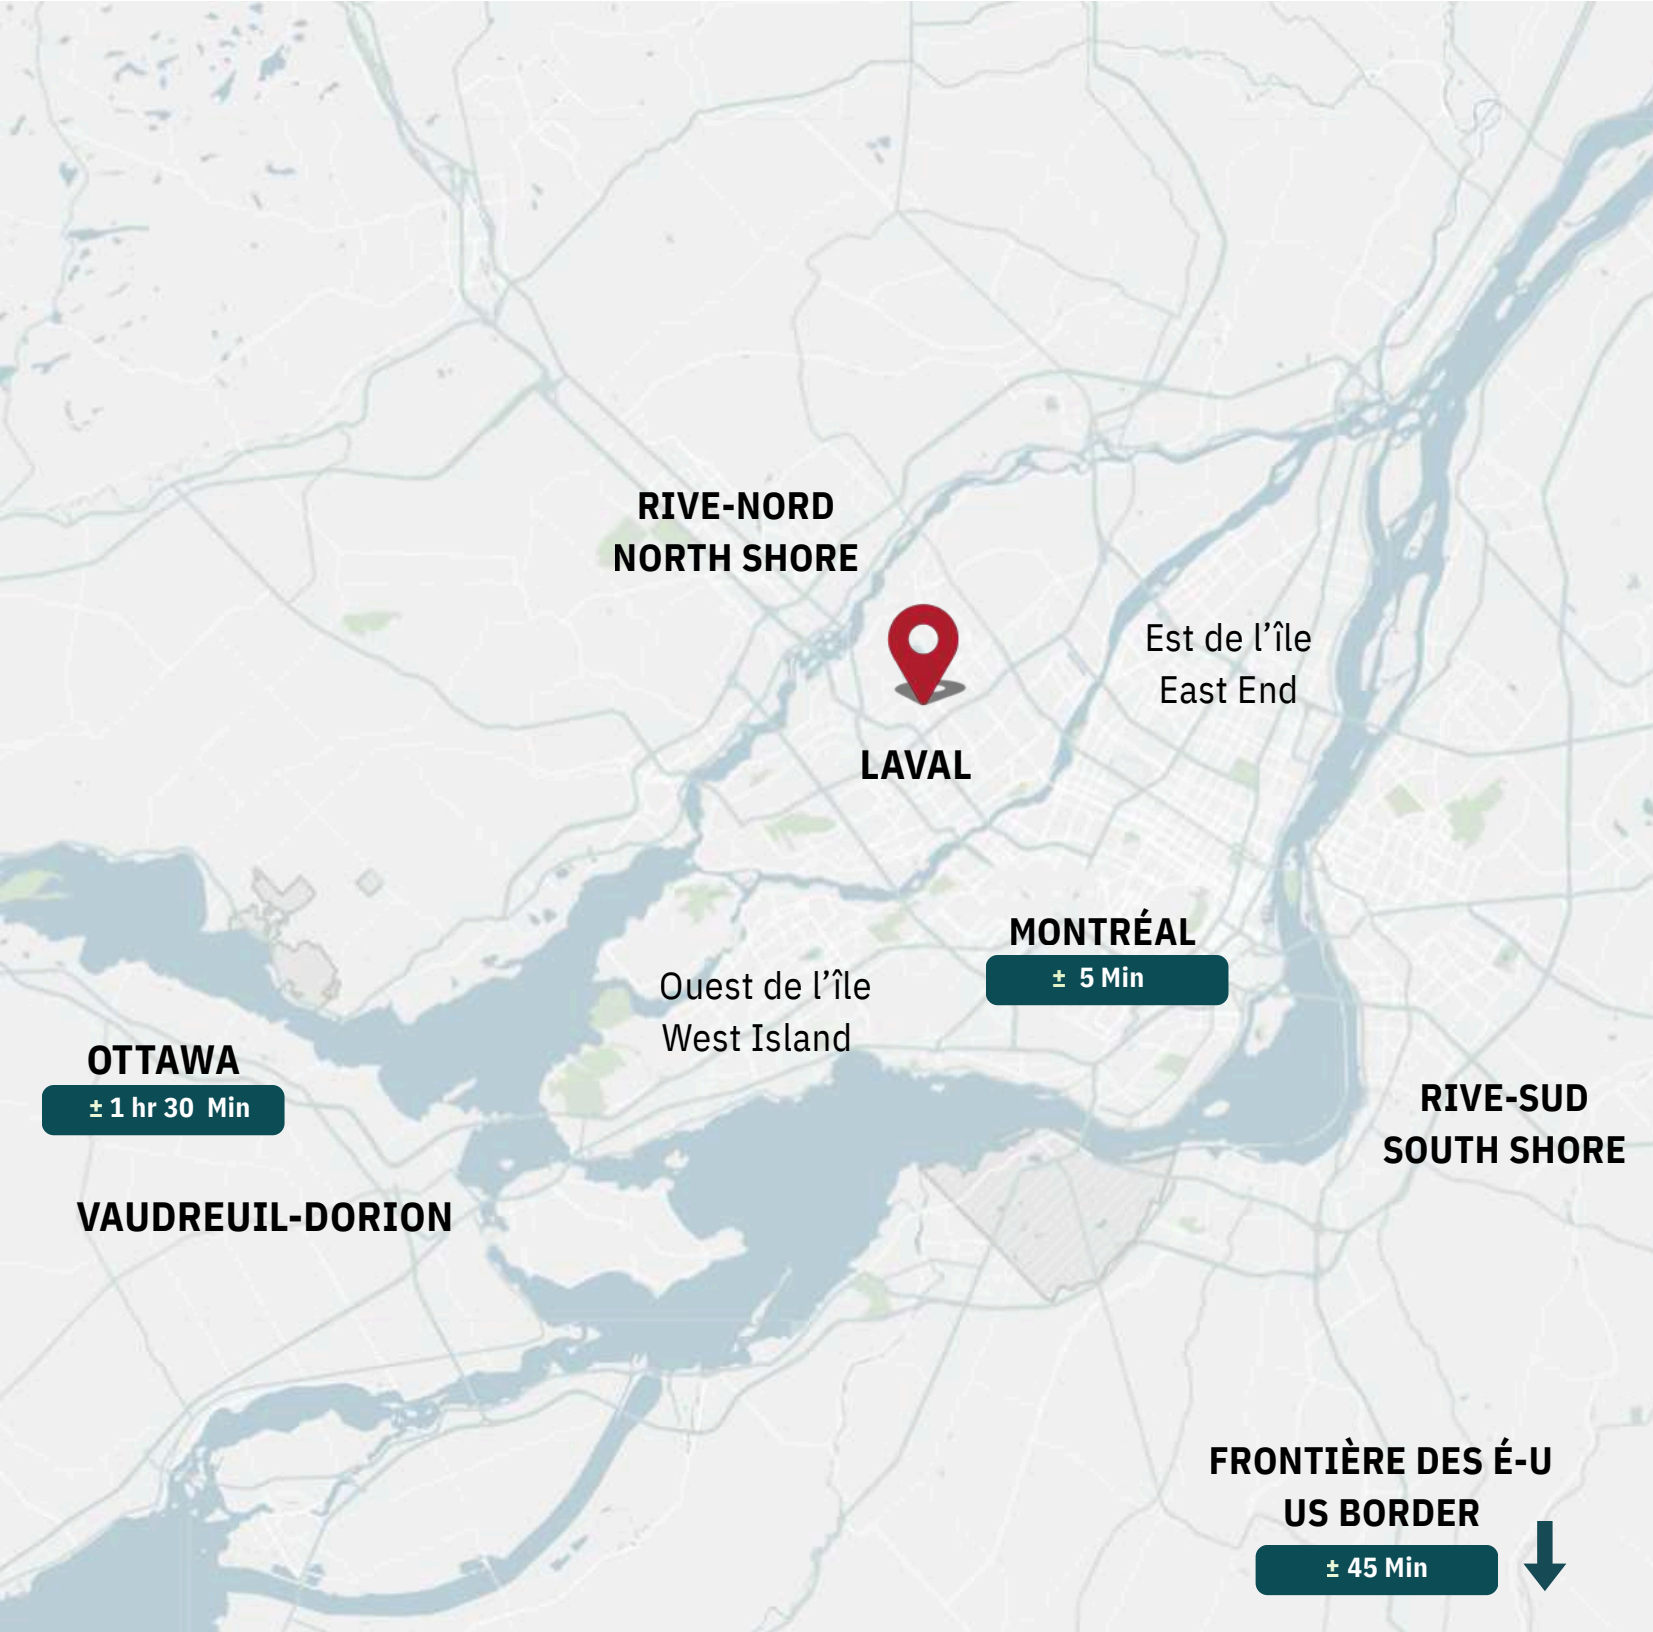 RIVE-NORD
NORTH SHORE
Est de l’île
East End
LAVAL
MONTRÉAL
± 5 Min
Ouest de l’île
West Island
OTTAWA
± 1 hr 30 Min
VAUDREUIL-DORION
RIVE-SUD
SOUTH SHORE
FRONTIÈRE DES É-U
US BORDER
± 45 Min